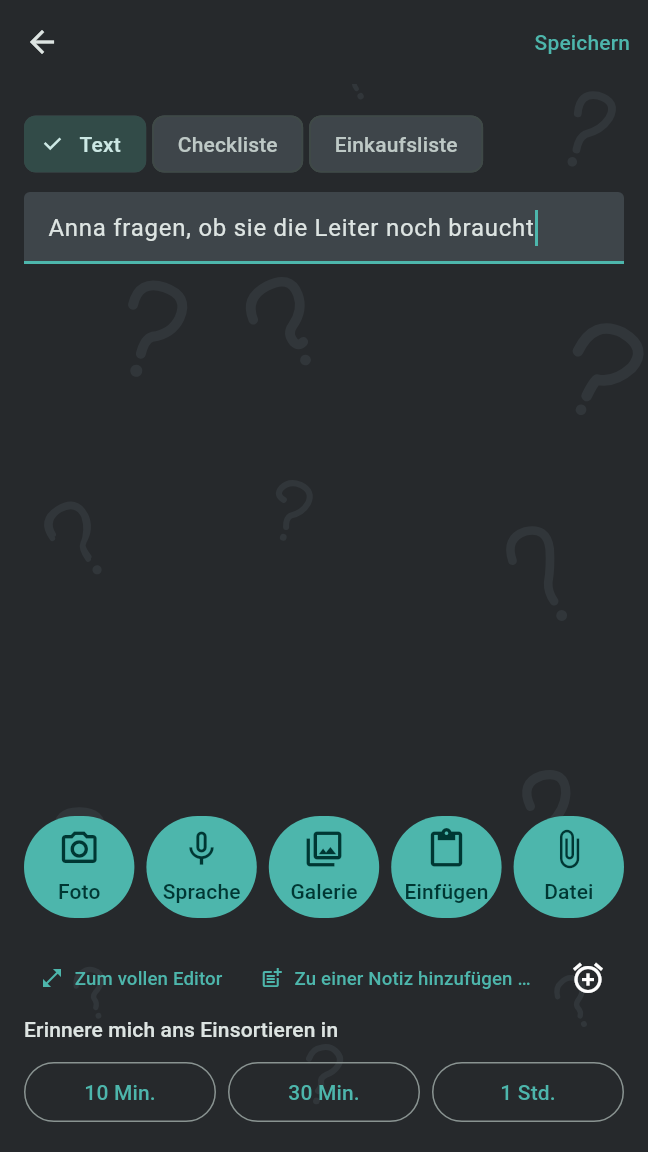 Speichern
Text
Checkliste
Einkaufsliste
Anna fragen, ob sie die Leiter noch braucht
Foto
Sprache
Galerie
Einfügen
Datei
Zum vollen Editor
Zu einer Notiz hinzufügen ...
Erinnere mich ans Einsortieren in
10 Min.
30 Min.
1 Std.